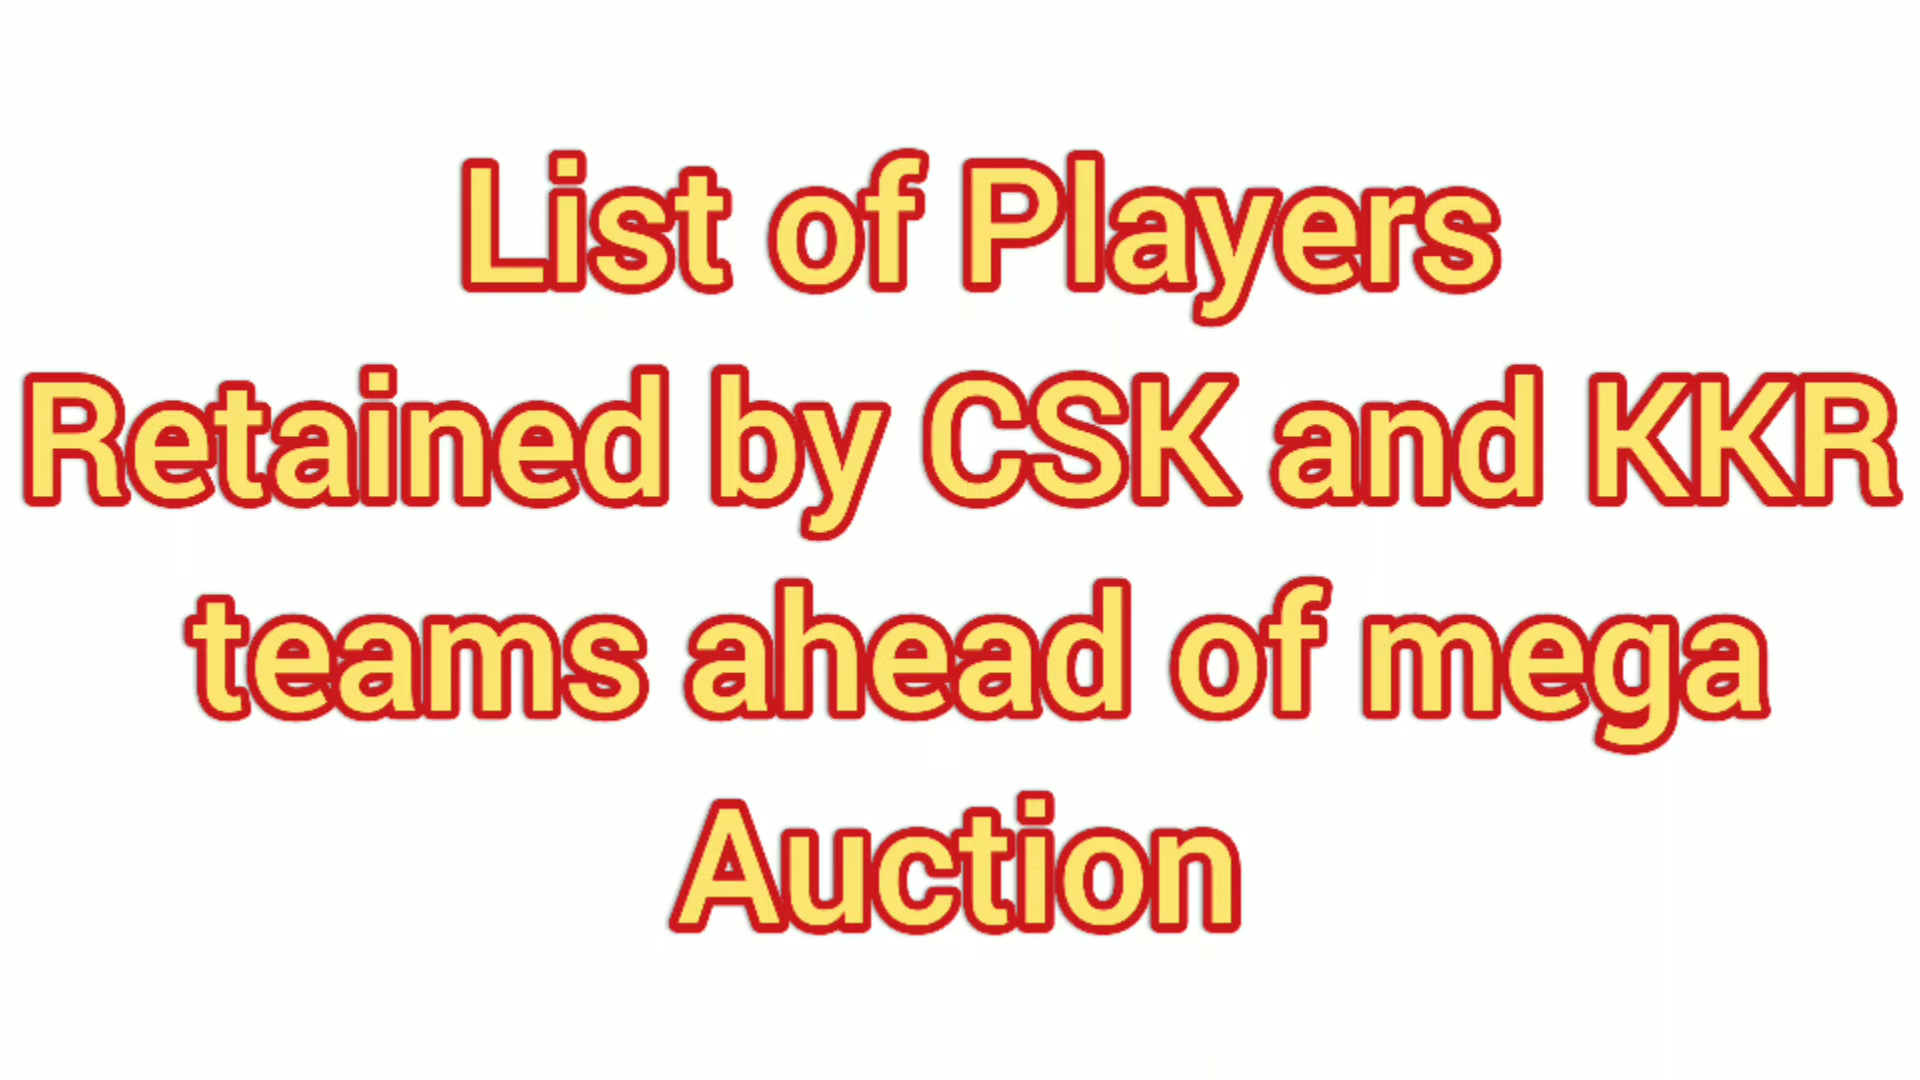 List of Players
Retained by CSK and KKR
teams ahead of mega
Auction